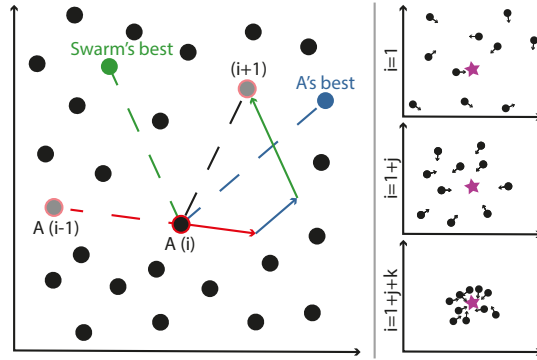 Swarm's best
(i+1)
A's best
A (i-1)
A (i)
i=1
i=1+j
i=1+j+k